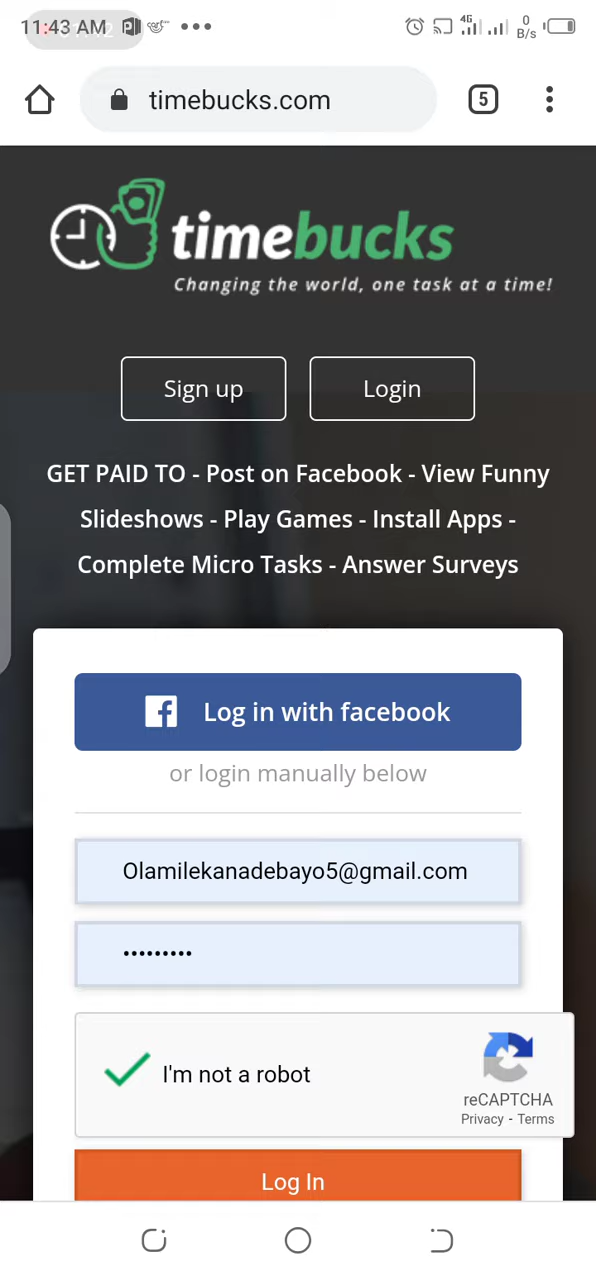 11:43 AM
4G
0
B/s
timebucks.com
5
timebucks
Changing the world, one task at a time!
Sign up
Login
GET PAID TO - Post on Facebook - View Funny
Slideshows - Play Games - Install Apps -
Complete Micro Tasks - Answer Surveys
Log in with facebook
or login manually below
Olamilekanadebayo5@gmail.com
•••••••••
I'm not a robot
reCAPTCHA
Privacy - Terms
Log In